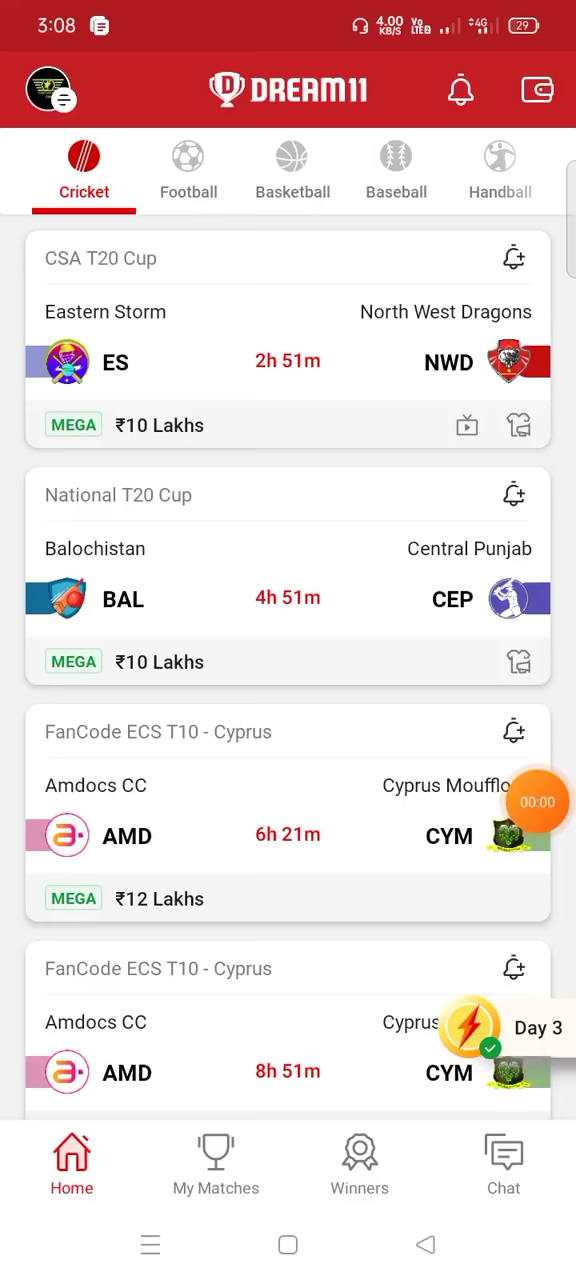 3:08 4.00 KB/S Vo LTE2 4G 29
DREAM11
Cricket Football Basketball Baseball Handball
CSA T20 Cup
Eastern Storm North West Dragons
ES 2h 51m NWD
MEGA ₹10 Lakhs
National T20 Cup
Balochistan Central Punjab
BAL 4h 51m CEP
MEGA ₹10 Lakhs
FanCode ECS T10 - Cyprus
Amdocs CC Cyprus Mouffl
00:00
a. AMD 6h 21m CYM
MEGA ₹12 Lakhs
FanCode ECS T10 - Cyprus
Amdocs CC Cyprus Day 3
a. AMD 8h 51m CYM
Home My Matches Winners Chat